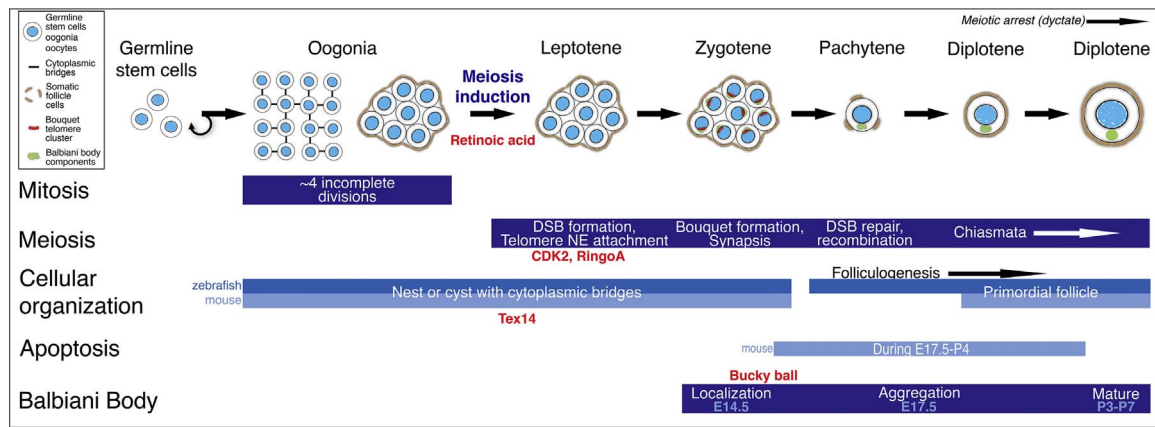 Germline
stem cells
oogonia
oocytes
Cytoplasmic
bridges
Somatic
follicle
cells
Bouquet
telomere
cluster
Balbiani body
components
Meiotic arrest (dyctate)
Germline
stem cells
Oogonia
Leptotene
Zygotene
Pachytene
Diplotene
Diplotene
Meiosis
induction
Retinoic acid
Mitosis
~4 incomplete
divisions
Meiosis
DSB formation,
Telomere NE attachment
Bouquet formation,
Synapsis
DSB repair,
recombination
Chiasmata
CDK2, RingoA
Cellular
organization
Folliculogenesis
zebrafish
mouse
Nest or cyst with cytoplasmic bridges
Primordial follicle
Tex14
Apoptosis
mouse
During E17.5-P4
Bucky ball
Balbiani Body
Localization
E14.5
Aggregation
E17.5
Mature
P3-P7